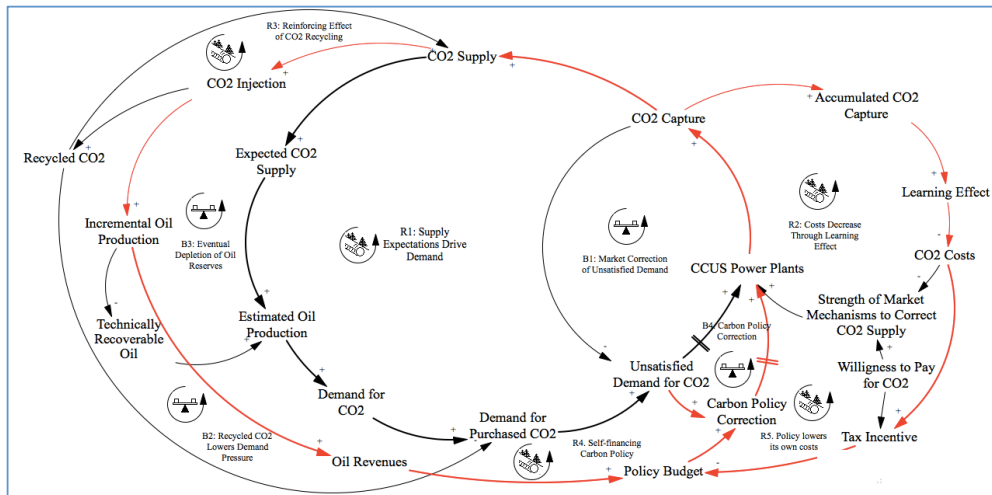 R3: Reinforcing Effect
of CO2 Recycling
CO2 Supply
CO2 Injection
Accumulated CO2
Capture
CO2 Capture
Recycled CO2
Expected CO2
Supply
Learning Effect
Incremental Oil
Production
B3: Eventual
Depletion of Oil
Reserves
R1: Supply
Expectations Drive
Demand
B1: Market Correction
of Unsatisfied Demand
R2: Costs Decrease
Through Learning
Effect
CO2 Costs
CCUS Power Plants
Technically
Recoverable
Oil
Estimated Oil
Production
Strength of Market
Mechanisms to Correct
CO2 Supply
B4: Carbon Policy
Correction
Unsatisfied
Demand for CO2
Willigness to Pay
for CO2
Demand for
CO2
Carbon Policy
Correction
Demand for
Purchased CO2
Tax Incentive
B2: Recycled CO2
Lowers Demand
Pressure
Oil Revenues
R4. Self-financing
Carbon Policy
R5. Policy lowers
its own costs
Policy Budget